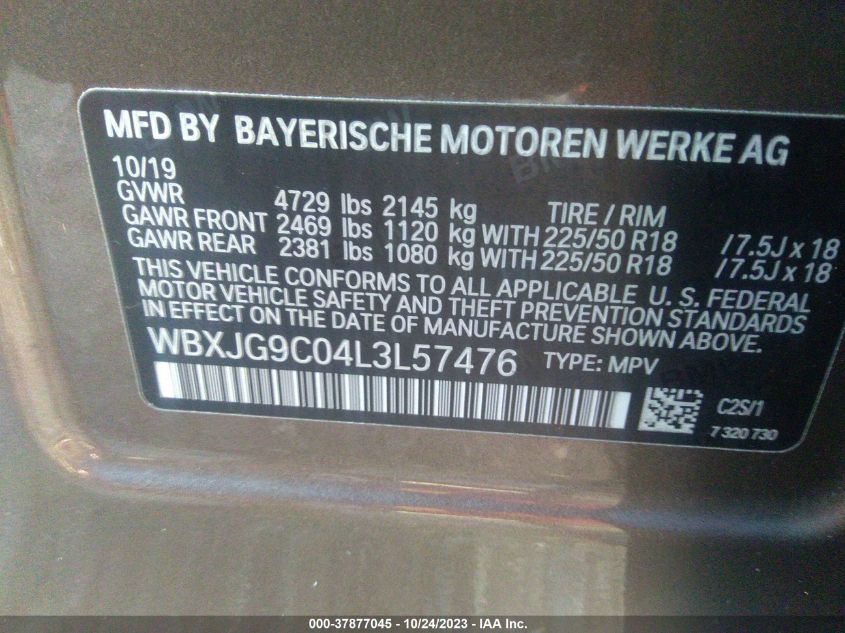 MFD BY BAYERISCHE MOTOREN WERKE AG
10/19
GVWR 4729 lbs 2145 kg TIRE / RIM
GAWR FRONT 2469 lbs 1120 kg WITH 225/50 R18 /7.5J x 18
GAWR REAR 2381 lbs 1080 kg WITH 225/50 R18 /7.5J x 18
THIS VEHICLE CONFORMS TO ALL APPLICABLE U. S. FEDERAL
MOTOR VEHICLE SAFETY AND THEFT PREVENTION STANDARDS
IN EFFECT ON THE DATE OF MANUFACTURE SHOWN ABOVE.
WBXJG9C04L3L57476 TYPE: MPV
C2S/1
7 320 730
000-37877045 - 10/24/2023 - IAA Inc.